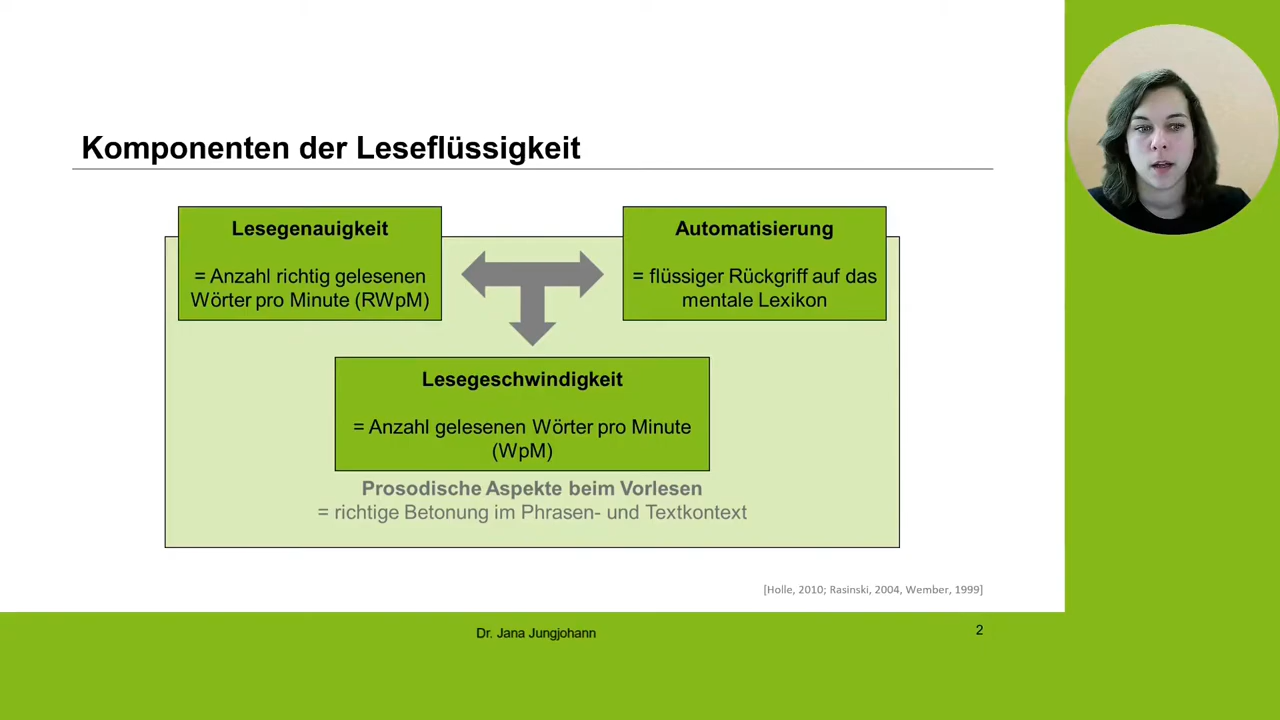 Komponenten der Leseflüssigkeit
Lesegenauigkeit
= Anzahl richtig gelesenen
Wörter pro Minute (RWpM)
Automatisierung
= flüssiger Rückgriff auf das
mentale Lexikon
Lesegeschwindigkeit
= Anzahl gelesenen Wörter pro Minute
(WpM)
Prosodische Aspekte beim Vorlesen
= richtige Betonung im Phrasen- und Textkontext
[Holle, 2010; Rasinski, 2004, Wember, 1999]
Dr. Jana Jungjohann
2